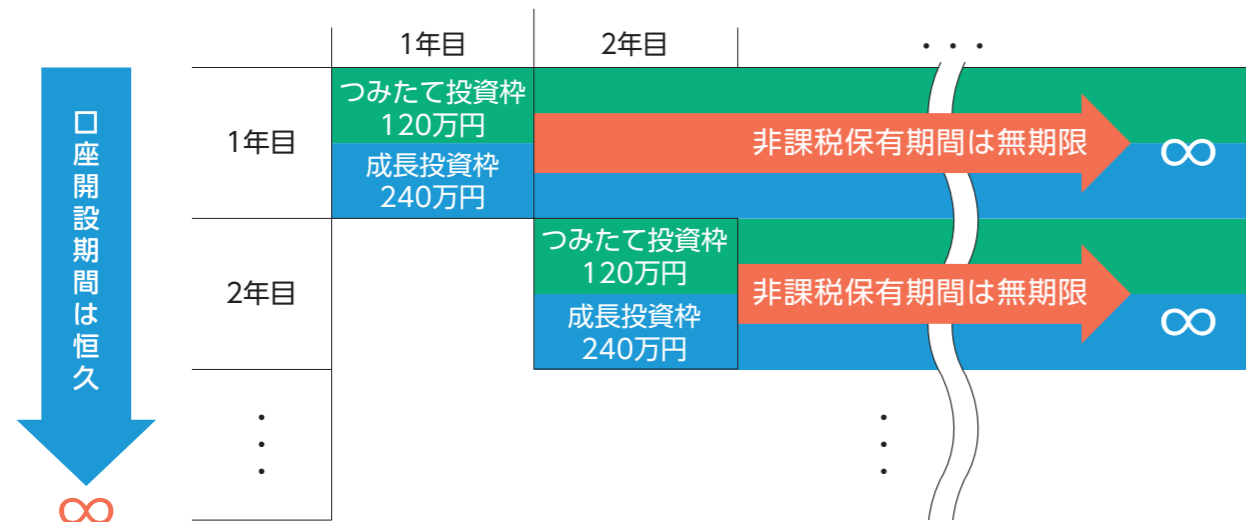 1年目
2年目
・・・
口座開設期間は恒久
∞
1年目
つみたて投資枠
120万円
成長投資枠
240万円
非課税保有期間は無期限
∞
2年目
つみたて投資枠
120万円
成長投資枠
240万円
非課税保有期間は無期限
∞